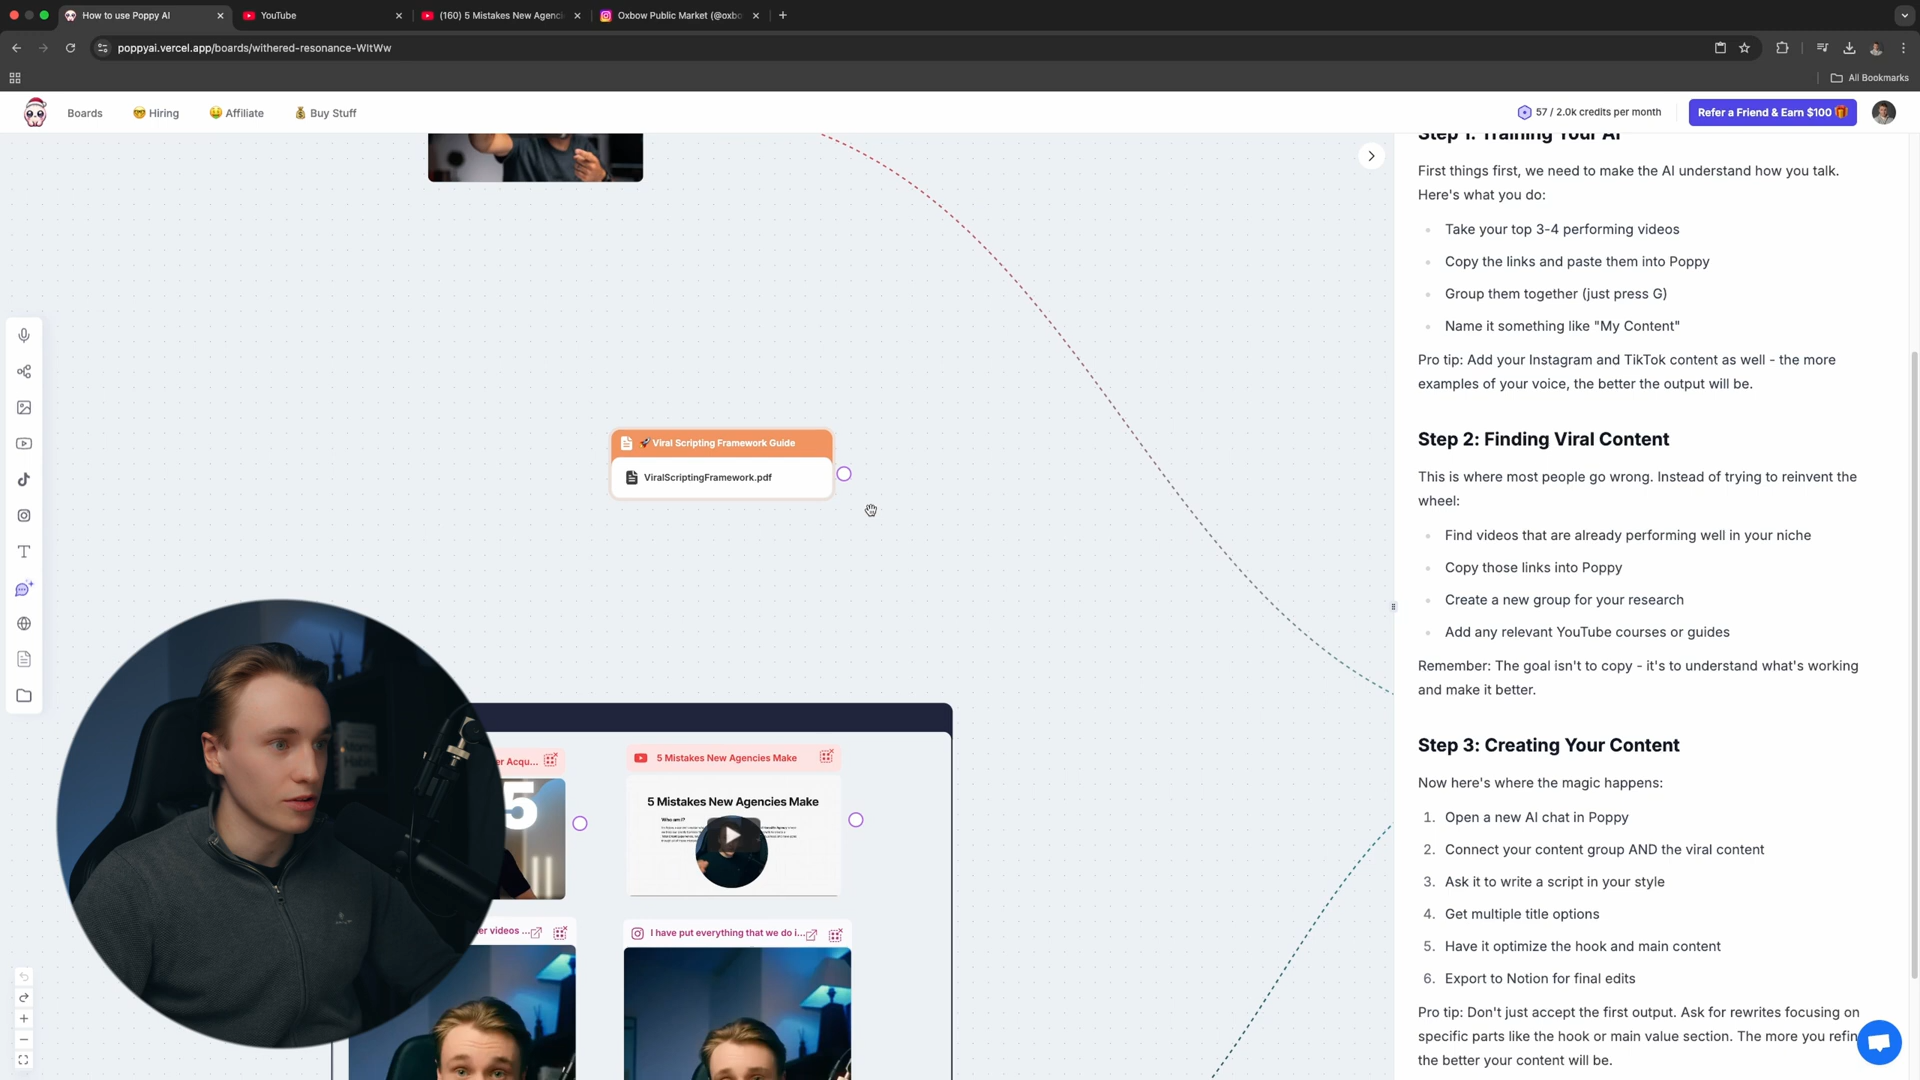 How to use Poppy AI
YouTube
(160) 5 Mistakes New Agenci
Oxbow Public Market (@oxbo
poppyai.vercel.app/boards/withered-resonance-WltWw
All Bookmarks
Boards
🤓 Hiring
🤑 Affiliate
💰 Buy Stuff
57 / 2.0k credits per month
Refer a Friend & Earn $100 🎁
🚀Viral Scripting Framework Guide
ViralScriptingFramework.pdf
er Acqu...
5
5 Mistakes New Agencies Make
5 Mistakes New Agencies Make
Who am I?
er videos ...
I have put everything that we do i...
Step 1: Training Your AI
First things first, we need to make the AI understand how you talk.
Here's what you do:
Take your top 3-4 performing videos
Copy the links and paste them into Poppy
Group them together (just press G)
Name it something like "My Content"
Pro tip: Add your Instagram and TikTok content as well - the more
examples of your voice, the better the output will be.
Step 2: Finding Viral Content
This is where most people go wrong. Instead of trying to reinvent the
wheel:
Find videos that are already performing well in your niche
Copy those links into Poppy
Create a new group for your research
Add any relevant YouTube courses or guides
Remember: The goal isn't to copy - it's to understand what's working
and make it better.
Step 3: Creating Your Content
Now here's where the magic happens:
1. Open a new AI chat in Poppy
2. Connect your content group AND the viral content
3. Ask it to write a script in your style
4. Get multiple title options
5. Have it optimize the hook and main content
6. Export to Notion for final edits
Pro tip: Don't just accept the first output. Ask for rewrites focusing on
specific parts like the hook or main value section. The more you refin
the better your content will be.